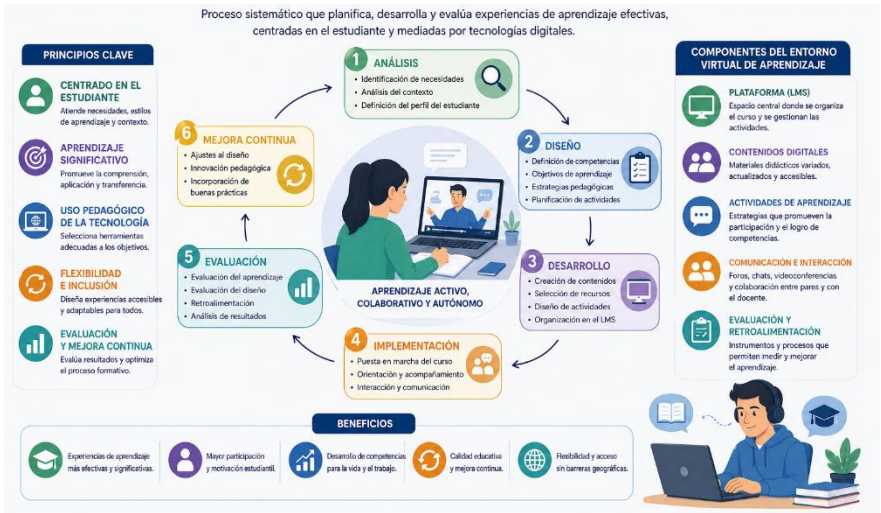 Proceso sistemático que planifica, desarrolla y evalúa experiencias de aprendizaje efectivas,
centradas en el estudiante y mediadas por tecnologías digitales.
PRINCIPIOS CLAVE
CENTRADO EN EL
ESTUDIANTE
Atiende necesidades, estilos
de aprendizaje y contexto.
APRENDIZAJE
SIGNIFICATIVO
Promueve la comprensión,
aplicación y transferencia.
USO PEDAGÓGICO
DE LA TECNOLOGÍA
Selecciona herramientas
adecuadas a los objetivos.
FLEXIBILIDAD
E INCLUSIÓN
Diseña experiencias accesibles
y adaptables para todos.
EVALUACIÓN
Y MEJORA CONTINUA
Evalúa resultados y optimiza
el proceso formativo.
1 ANÁLISIS
• Identificación de necesidades
• Análisis del contexto
• Definición del perfil del estudiante
2 DISEÑO
• Definición de competencias
• Objetivos de aprendizaje
• Estrategias pedagógicas
• Planificación de actividades
3 DESARROLLO
• Creación de contenidos
• Selección de recursos
• Diseño de actividades
• Organización en el LMS
4 IMPLEMENTACIÓN
• Puesta en marcha del curso
• Orientación y acompañamiento
• Interacción y comunicación
5 EVALUACIÓN
• Evaluación del aprendizaje
• Evaluación del diseño
• Retroalimentación
• Análisis de resultados
6 MEJORA CONTINUA
• Ajustes al diseño
• Innovación pedagógica
• Incorporación de
buenas prácticas
APRENDIZAJE ACTIVO,
COLABORATIVO Y AUTÓNOMO
COMPONENTES DEL ENTORNO
VIRTUAL DE APRENDIZAJE
PLATAFORMA (LMS)
Espacio central donde se organiza
el curso y se gestionan las
actividades.
CONTENIDOS DIGITALES
Materiales didácticos variados,
actualizados y accesibles.
ACTIVIDADES DE APRENDIZAJE
Estrategias que promueven la
participación y el logro de
competencias.
COMUNICACIÓN E INTERACCIÓN
Foros, chats, videoconferencias
y colaboración entre pares y con
el docente.
EVALUACIÓN Y
RETROALIMENTACIÓN
Instrumentos y procesos que
permiten medir y mejorar
el aprendizaje.
BENEFICIOS
Experiencias de aprendizaje
más efectivas y significativas.
Mayor participación
y motivación estudiantil.
Desarrollo de competencias
para la vida y el trabajo.
Calidad educativa
y mejora continua.
Flexibilidad y acceso
sin barreras geográficas.